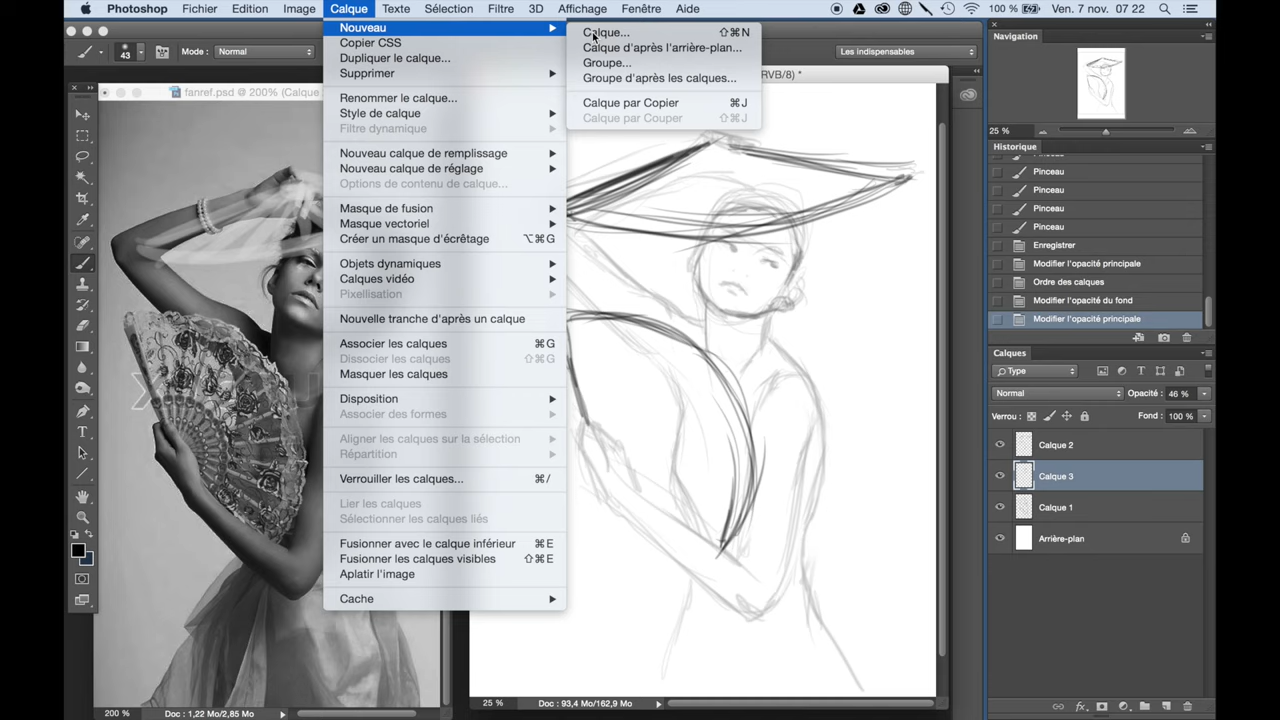 Photoshop Fichier Edition Image Calque Texte Sélection Filtre 3D Affichage Fenêtre Aide 100 % Ven. 7 nov. 07 22
43 Mode : Normal Les indispensables
fanref.psd @ 200% (Calque
RVB/8) *
Nouveau
Copier CSS
Dupliquer le calque...
Supprimer
Renommer le calque...
Style de calque
Filtre dynamique
Nouveau calque de remplissage
Nouveau calque de réglage
Options de contenu de calque...
Masque de fusion
Masque vectoriel
Créer un masque d'écrêtage ⌥⌘G
Objets dynamiques
Calques vidéo
Pixellisation
Nouvelle tranche d'après un calque
Associer les calques ⌘G
Dissocier les calques ⇧⌘G
Masquer les calques
Disposition
Associer des formes
Aligner les calques sur la sélection
Répartition
Verrouiller les calques... ⌘/
Lier les calques
Sélectionner les calques liés
Fusionner avec le calque inférieur ⌘E
Fusionner les calques visibles ⇧⌘E
Aplatir l'image
Cache
Calque... ⇧⌘N
Calque d'après l'arrière-plan...
Groupe...
Groupe d'après les calques...
Calque par Copier ⌘J
Calque par Couper ⇧⌘J
Navigation
25 %
Historique
Pinceau
Pinceau
Pinceau
Pinceau
Enregistrer
Modifier l'opacité principale
Ordre des calques
Modifier l'opacité du fond
Modifier l'opacité principale
Calques
Type
Normal Opacité : 46 %
Verrou : Fond : 100 %
Calque 2
Calque 3
Calque 1
Arrière-plan
200 % Doc : 1,22 Mo/2,85 Mo
25 % Doc : 93,4 Mo/162,9 Mo